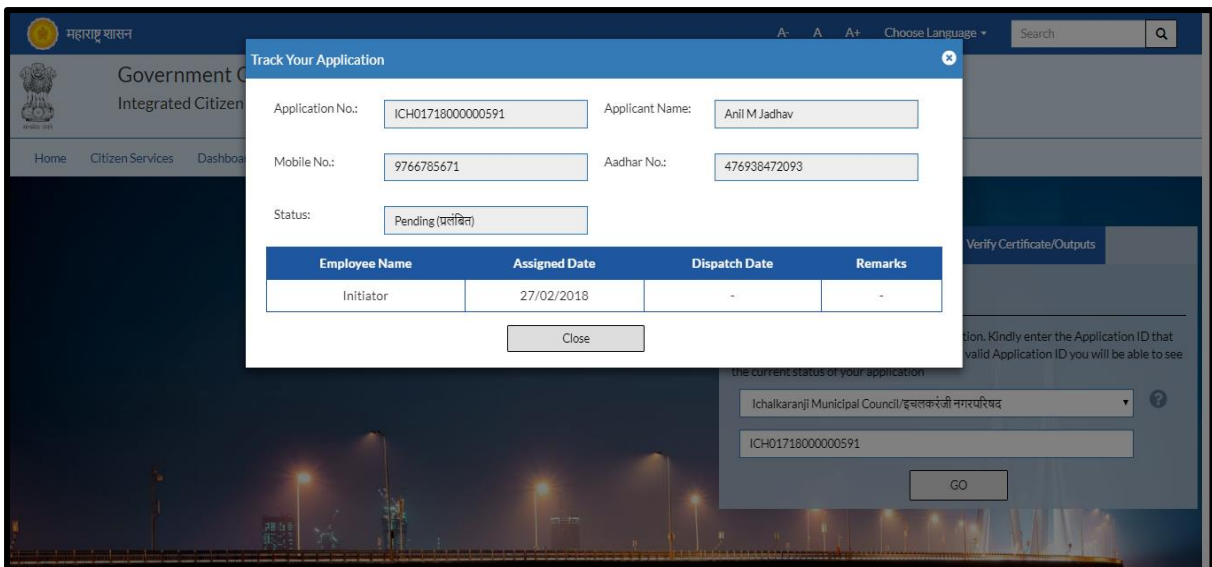 महाराष्ट्र शासन
A- A A+ Choose Language Search
Government
Integrated Citizen
Home Citizen Services Dashboa
Track Your Application
Application No.: ICH01718000000591 Applicant Name: Anil M Jadhav
Mobile No.: 9766785671 Aadhar No.: 476938472093
Status: Pending (प्रलंबित)
Employee Name Assigned Date Dispatch Date Remarks
Initiator 27/02/2018 - -
Close
Verify Certificate/Outputs
tion. Kindly enter the Application ID that
valid Application ID you will be able to see
the current status of your application
Ichalkaranji Municipal Council/इचलकरंजी नगरपरिषद
ICH01718000000591
GO